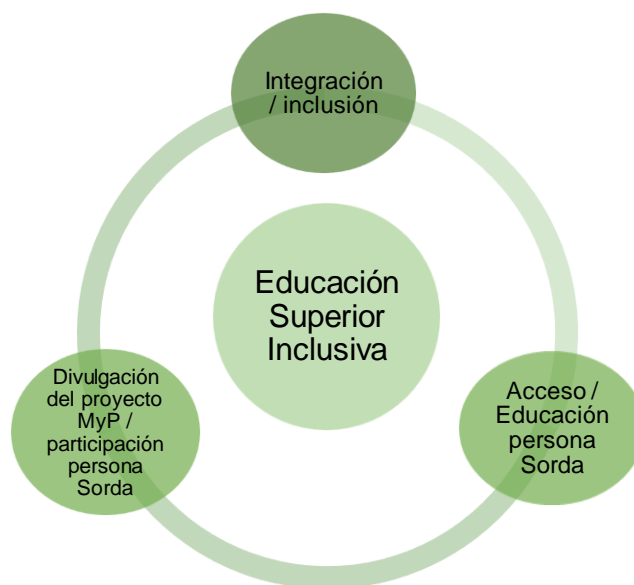 Integración
/ inclusión
Educación
Superior
Inclusiva
Divulgación
del proyecto
MyP /
participación
persona
Sorda
Acceso /
Educación
persona
Sorda